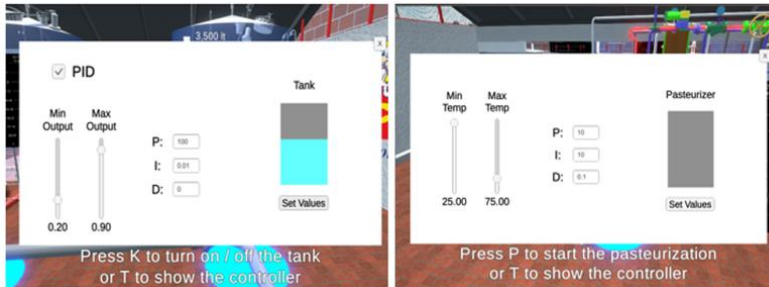 3,500 lt
x
PID
Tank
Min
Output
Max
Output
P: 100
I: 0.01
D: 0
0.20
0.90
Set Values
Press K to turn on / off the tank
or T to show the controller
x
Min
Temp
Max
Temp
Pasteurizer
P: 10
I: 10
D: 0.1
25.00
75.00
Set Values
Press P to start the pasteurization
or T to show the controller